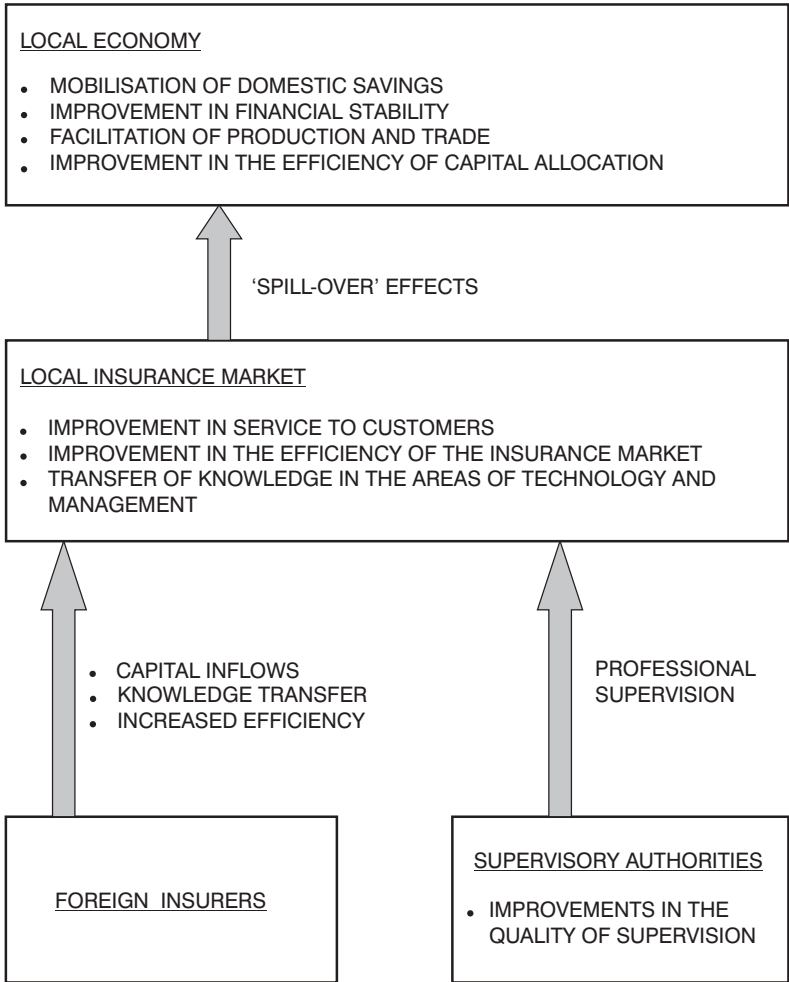 LOCAL ECONOMY
• MOBILISATION OF DOMESTIC SAVINGS
• IMPROVEMENT IN FINANCIAL STABILITY
• FACILITATION OF PRODUCTION AND TRADE
• IMPROVEMENT IN THE EFFICIENCY OF CAPITAL ALLOCATION
‘SPILL-OVER’ EFFECTS
LOCAL INSURANCE MARKET
• IMPROVEMENT IN SERVICE TO CUSTOMERS
• IMPROVEMENT IN THE EFFICIENCY OF THE INSURANCE MARKET
• TRANSFER OF KNOWLEDGE IN THE AREAS OF TECHNOLOGY AND
MANAGEMENT
• CAPITAL INFLOWS
• KNOWLEDGE TRANSFER
• INCREASED EFFICIENCY
PROFESSIONAL
SUPERVISION
FOREIGN INSURERS
SUPERVISORY AUTHORITIES
• IMPROVEMENTS IN THE
QUALITY OF SUPERVISION